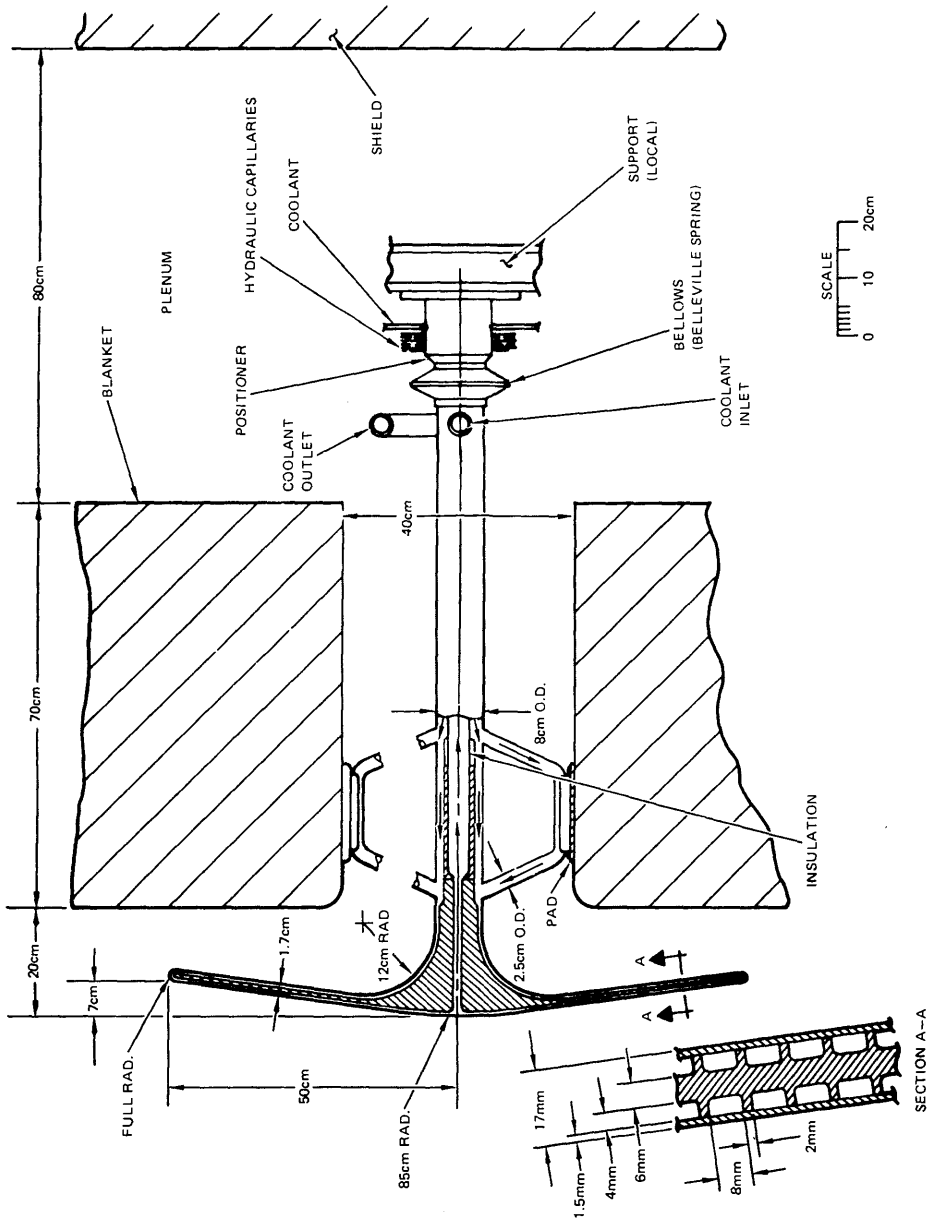 20cm
70cm
80cm
7cm
BLANKET
PLENUM
SHIELD
FULL RAD.
1.7cm
12cm RAD
50cm
85cm RAD.
HYDRAULIC CAPILLARIES
COOLANT
POSITIONER
COOLANT
OUTLET
40cm
8cm O.D.
2.5cm O.D.
PAD
INSULATION
COOLANT
INLET
BELLOWS
(BELLEVILLE SPRING)
SUPPORT
(LOCAL)
A
A
SCALE
0
10
20cm
17mm
1.5mm
4mm
6mm
8mm
2mm
SECTION A–A